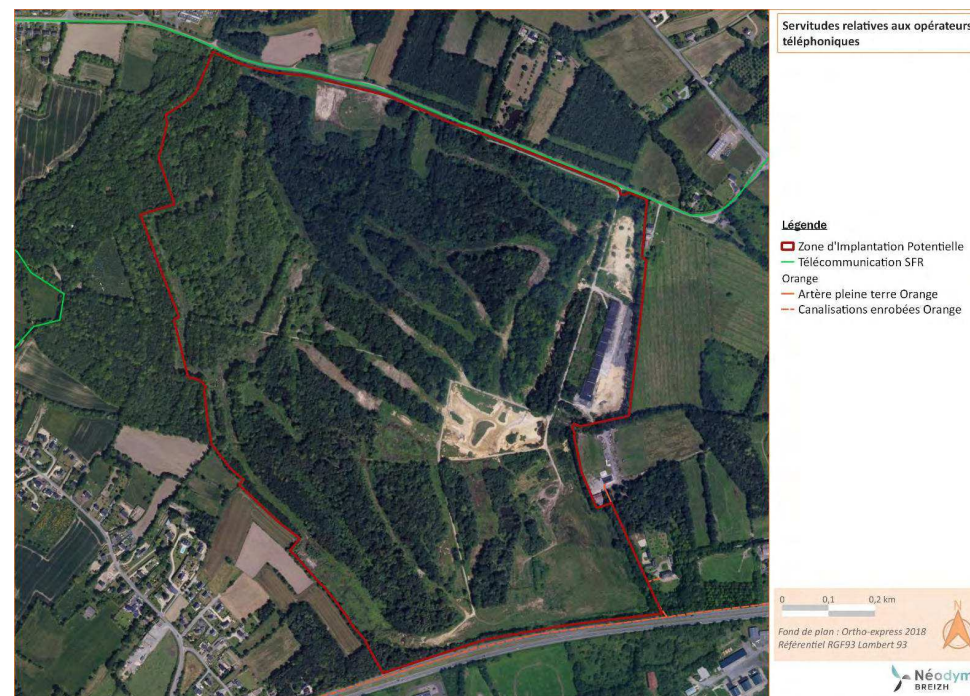 Servitudes relatives aux opérateurs
téléphoniques
Légende
Zone d'Implantation Potentielle
Télécommunication SFR
Orange
Artère pleine terre Orange
Canalisations enrobées Orange
0 0,1 0,2 km
N
Fond de plan : Ortho-express 2018
Référentiel RGF93 Lambert 93
Néodym
BREIZH